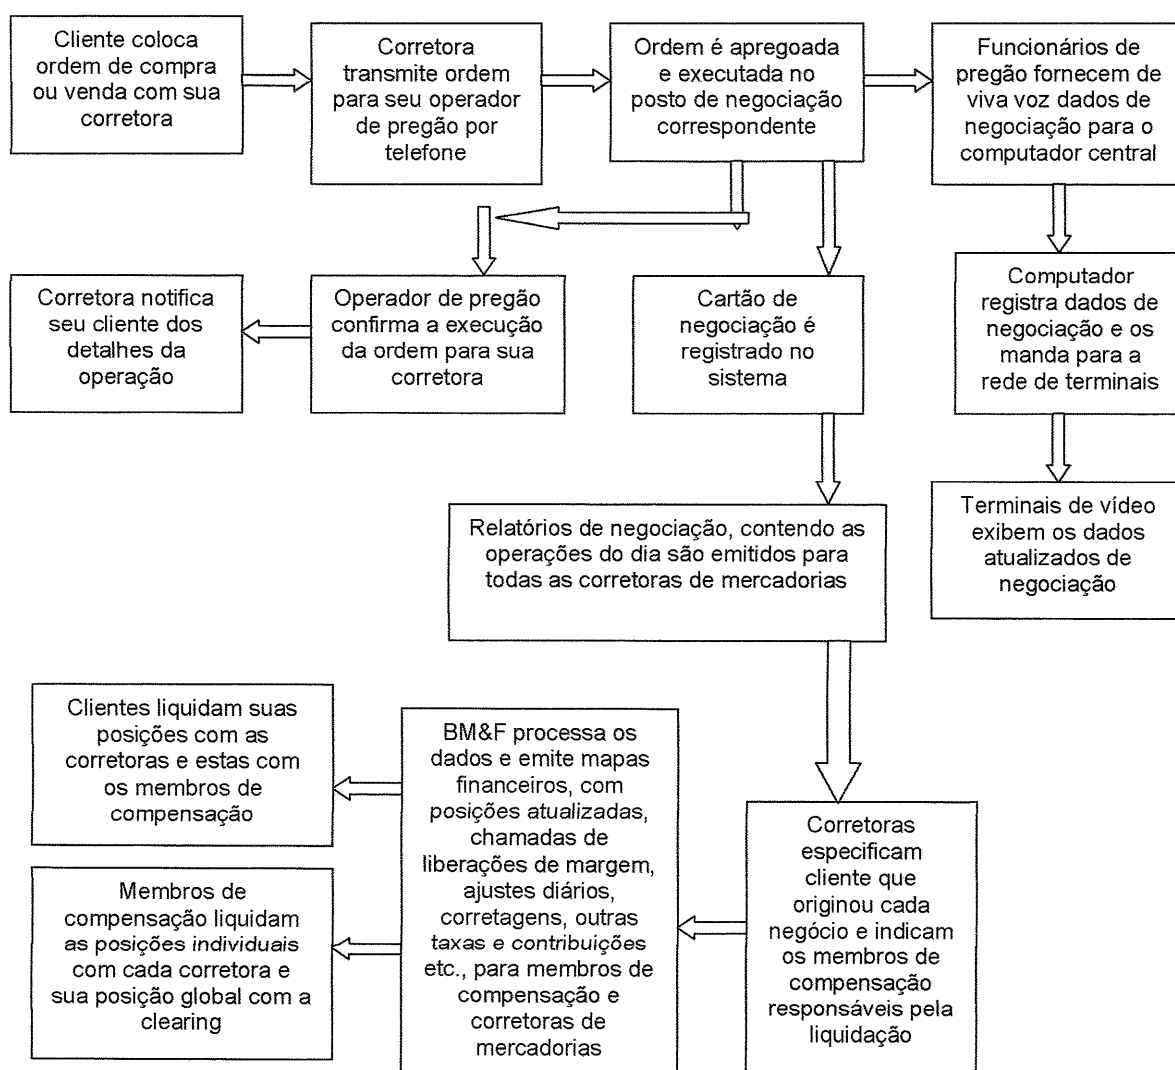 Cliente coloca
ordem de compra
ou venda com sua
corretora
Corretora
transmite ordem
para seu operador
de pregão por
telefone
Ordem é apregoada
e executada no
posto de negociação
correspondente
Funcionários de
pregão fornecem de
viva voz dados de
negociação para o
computador central
Corretora notifica
seu cliente dos
detalhes da
operação
Operador de pregão
confirma a execução
da ordem para sua
corretora
Cartão de
negociação é
registrado no
sistema
Computador
registra dados de
negociação e os
manda para a
rede de terminais
Relatórios de negociação, contendo as
operações do dia são emitidos para
todas as corretoras de mercadorias
Terminais de vídeo
exibem os dados
atualizados de
negociação
Clientes liquidam suas
posições com as
corretoras e estas com
os membros de
compensação
Membros de
compensação liquidam
as posições individuais
com cada corretora e
sua posição global com a
clearing
BM&F processa os
dados e emite mapas
financeiros, com
posições atualizadas,
chamadas de
liberações de margem,
ajustes diários,
corretagens, outras
taxas e contribuições
etc., para membros de
compensação e
corretoras de
mercadorias
Corretoras
especificam
cliente que
originou cada
negócio e indicam
os membros de
compensação
responsáveis pela
liquidação